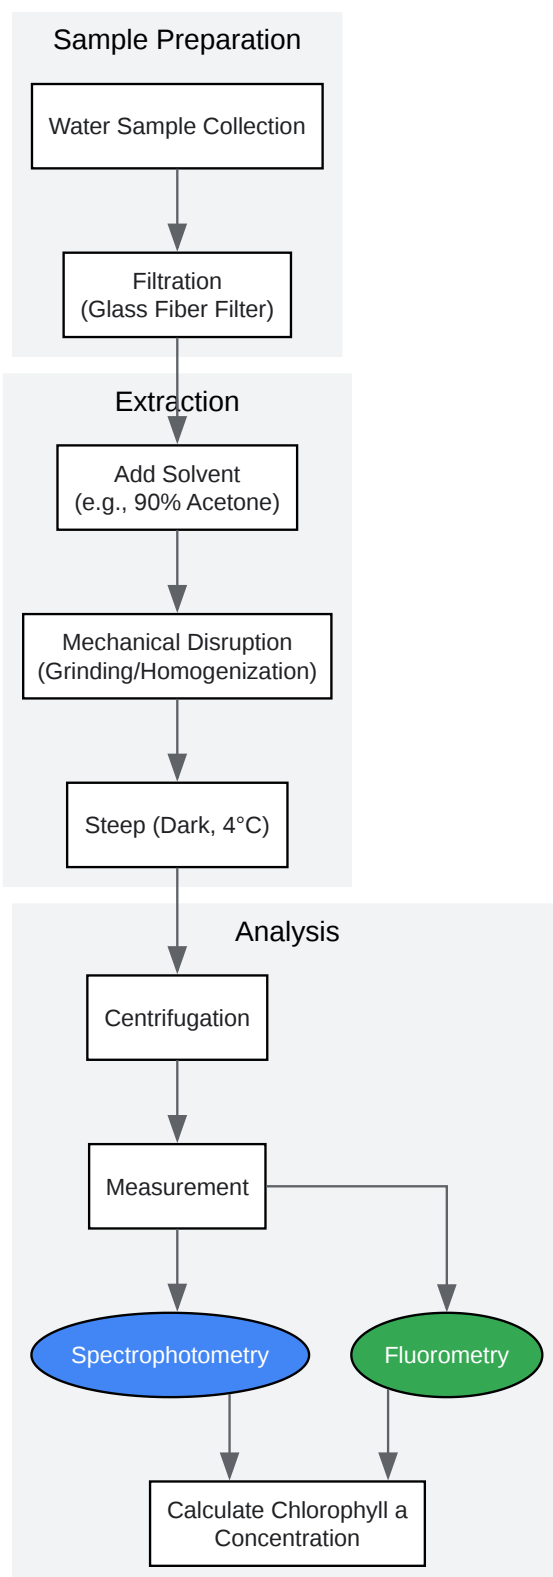 Sample Preparation
Water Sample Collection
Filtration
(Glass Fiber Filter)
Extraction
Add Solvent
(e.g., 90% Acetone)
Mechanical Disruption
(Grinding/Homogenization)
Steep (Dark, 4°C)
Analysis
Centrifugation
Measurement
Spectrophotometry
Fluorometry
Calculate Chlorophyll a
Concentration